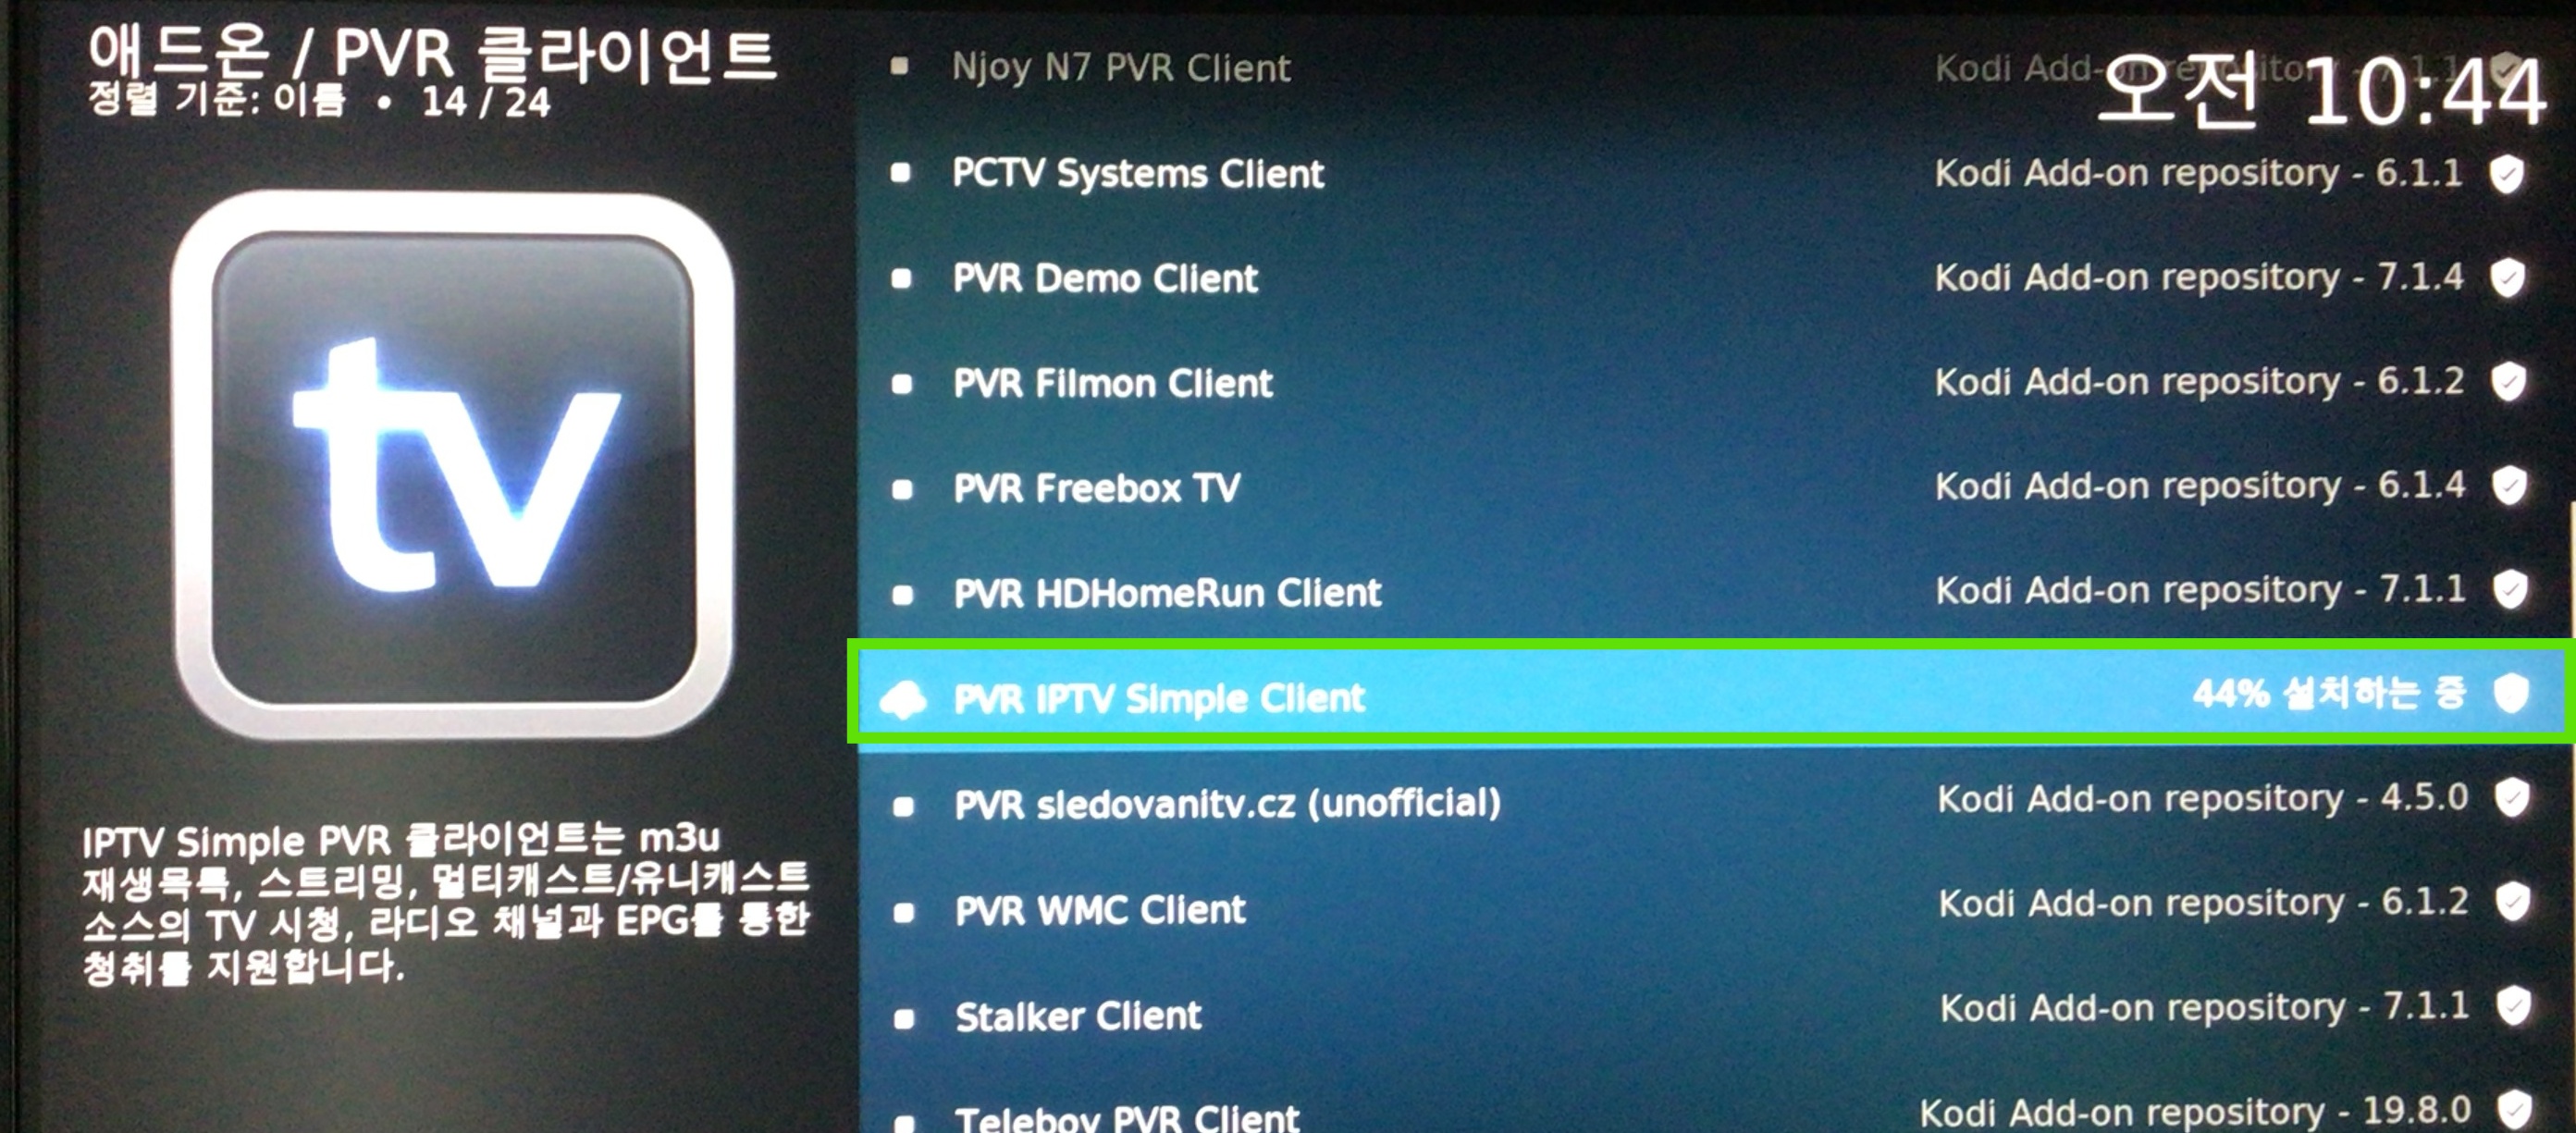 애드온 / PVR 클라이언트
정렬 기준: 이름 • 14 / 24
오전 10:44
tv
IPTV Simple PVR 클라이언트는 m3u
재생목록, 스트리밍, 멀티캐스트/유니캐스트
소스의 TV 시청, 라디오 채널과 EPG를 통한
청취를 지원합니다.
Njoy N7 PVR Client Kodi Add-on repository - 7.1.1
PCTV Systems Client Kodi Add-on repository - 6.1.1
PVR Demo Client Kodi Add-on repository - 7.1.4
PVR Filmon Client Kodi Add-on repository - 6.1.2
PVR Freebox TV Kodi Add-on repository - 6.1.4
PVR HDHomeRun Client Kodi Add-on repository - 7.1.1
PVR IPTV Simple Client 44% 설치하는 중
PVR sledovanitv.cz (unofficial) Kodi Add-on repository - 4.5.0
PVR WMC Client Kodi Add-on repository - 6.1.2
Stalker Client Kodi Add-on repository - 7.1.1
Teleboy PVR Client Kodi Add-on repository - 19.8.0